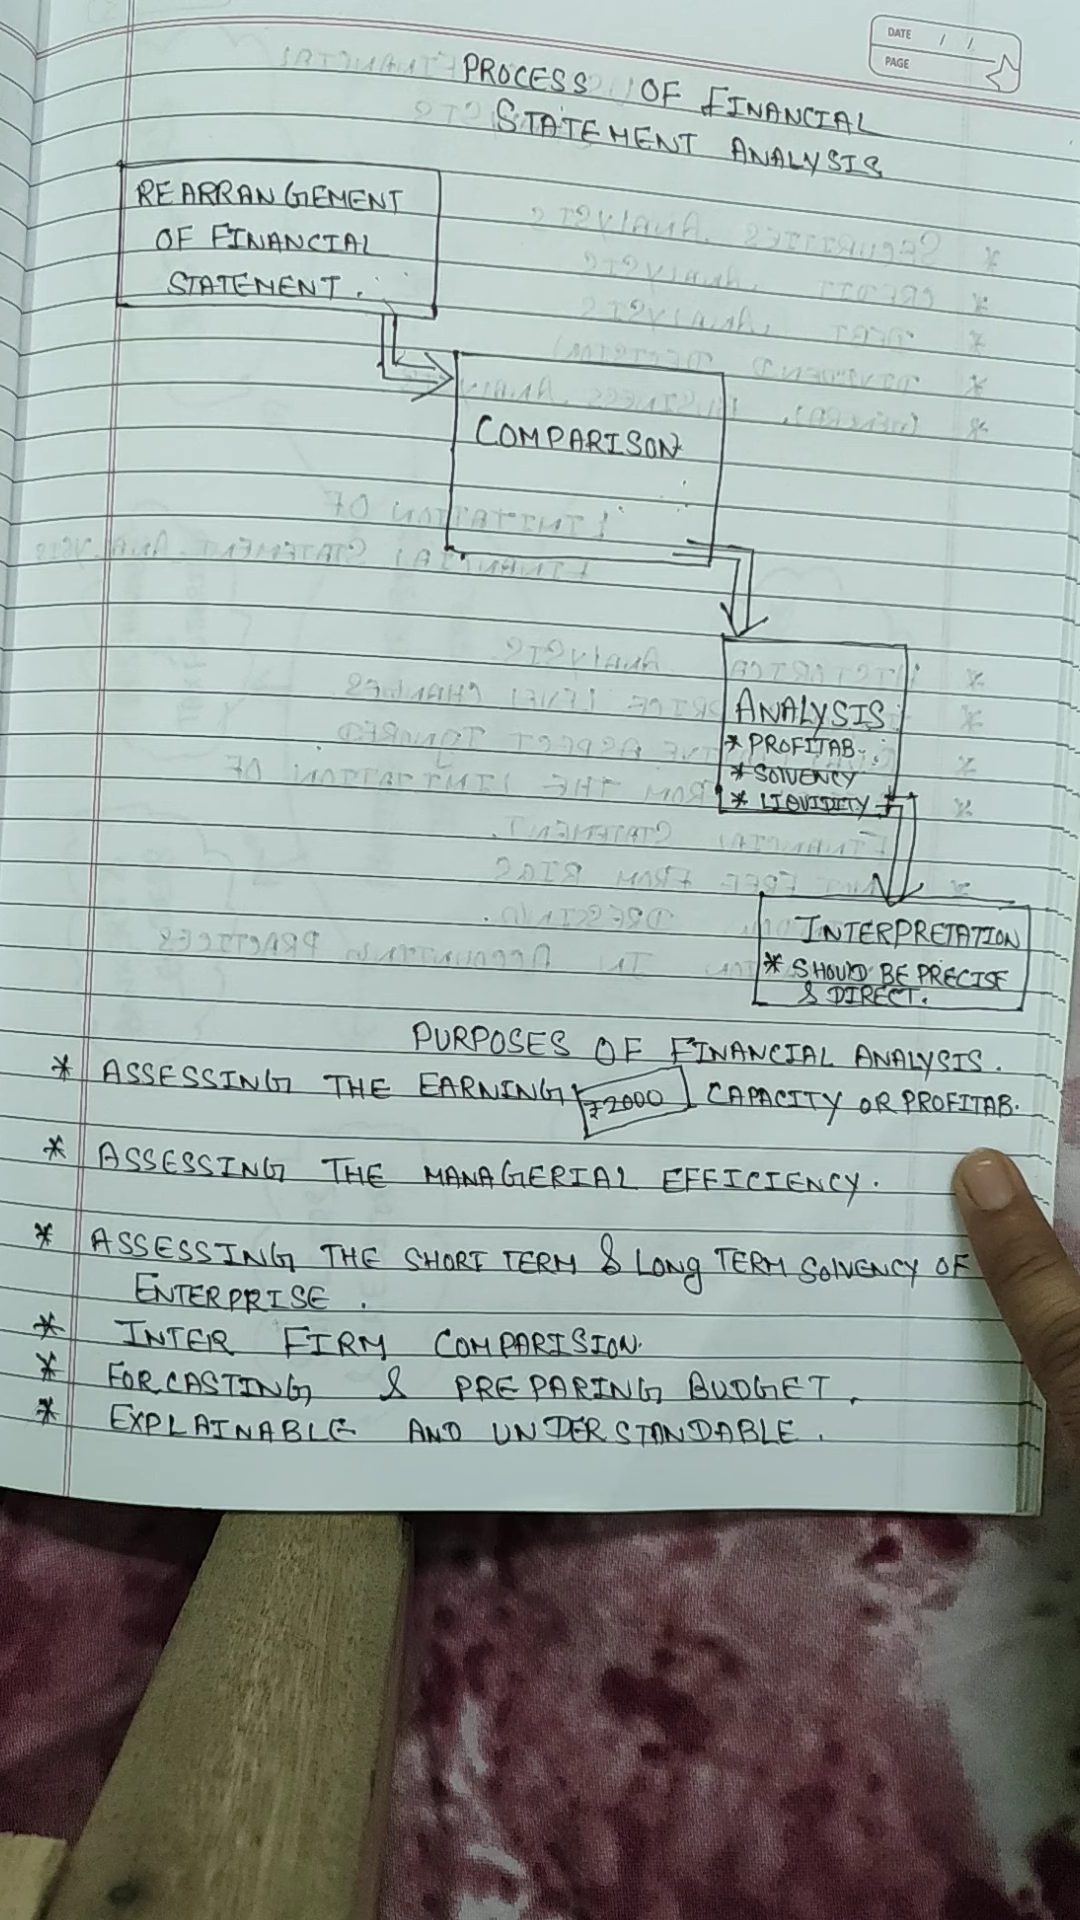 DATE / /
PAGE
PROCESS OF FINANCIAL
STATEMENT ANALYSIS
REARRANGEMENT
OF FINANCIAL
STATEMENT.
COMPARISON
ANALYSIS
* PROFITAB.
* SOLVENCY
* LIQUIDITY
INTERPRETATION
* SHOULD BE PRECISE
& DIRECT.
PURPOSES OF FINANCIAL ANALYSIS.
* ASSESSING THE EARNING ₹2000 CAPACITY OR PROFITAB.
* ASSESSING THE MANAGERIAL EFFICIENCY.
* ASSESSING THE SHORT TERM & LONG TERM SOLVENCY OF
ENTERPRISE.
* INTER FIRM COMPARISION.
* FORCASTING & PREPARING BUDGET.
* EXPLAINABLE AND UNDERSTANDABLE.